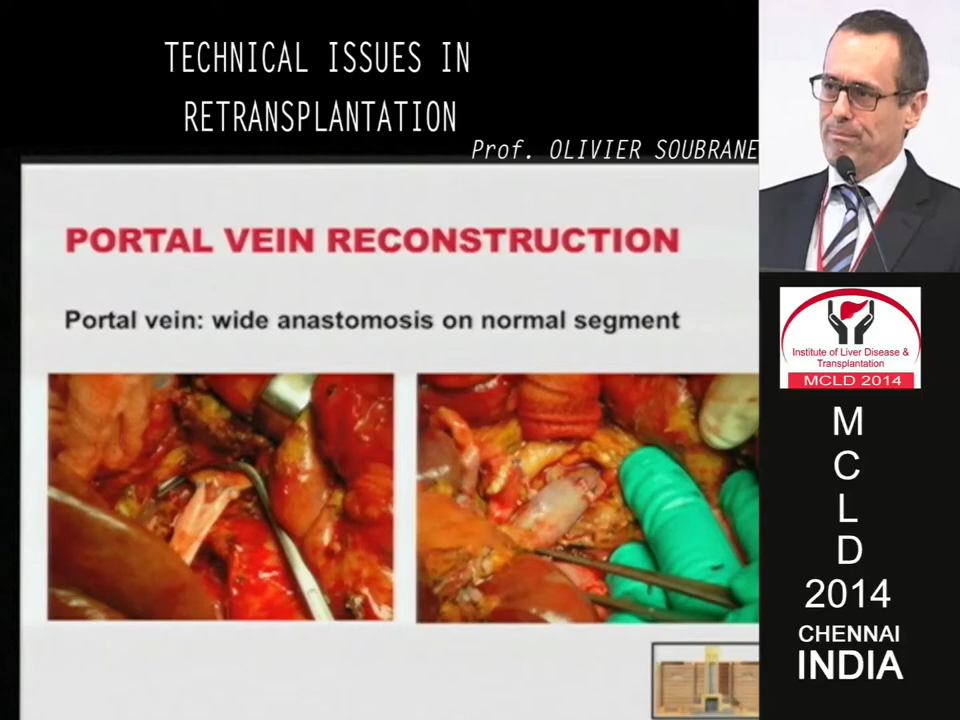 TECHNICAL ISSUES IN
RETRANSPLANTATION
Prof. OLIVIER SOUBRANE
PORTAL VEIN RECONSTRUCTION
Portal vein: wide anastomosis on normal segment
Institute of Liver Disease &
Transplantation
MCLD 2014
M
C
L
D
2014
CHENNAI
INDIA